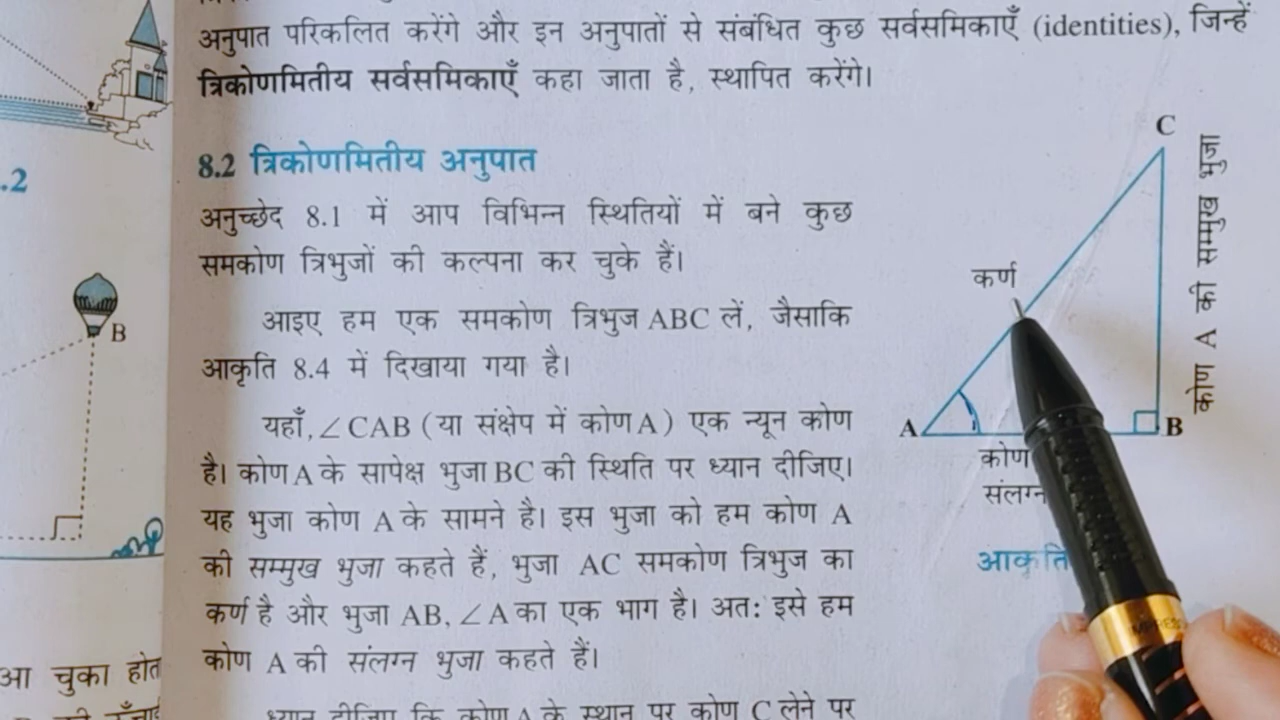 अनुपात परिकलित करेंगे और इन अनुपातों से संबंधित कुछ सर्वसमिकाएँ (identities), जिन्हें
त्रिकोणमितीय सर्वसमिकाएँ कहा जाता है, स्थापित करेंगे।
8.2 त्रिकोणमितीय अनुपात
अनुच्छेद 8.1 में आप विभिन्न स्थितियों में बने कुछ
समकोण त्रिभुजों की कल्पना कर चुके हैं।
आइए हम एक समकोण त्रिभुज ABC लें, जैसाकि
आकृति 8.4 में दिखाया गया है।
यहाँ, ∠CAB (या संक्षेप में कोण A) एक न्यून कोण
है। कोण A के सापेक्ष भुजा BC की स्थिति पर ध्यान दीजिए।
यह भुजा कोण A के सामने है। इस भुजा को हम कोण A
की सम्मुख भुजा कहते हैं, भुजा AC समकोण त्रिभुज का
कर्ण है और भुजा AB, ∠A का एक भाग है। अत: इसे हम
कोण A की संलग्न भुजा कहते हैं।
ध्यान दीजिए कि कोण A के स्थान पर कोण C लेने पर
C
कोण A की सम्मुख भुजा
कर्ण
A
B
कोण
संलग्न
आकृति
.2
B
आ चुका होत